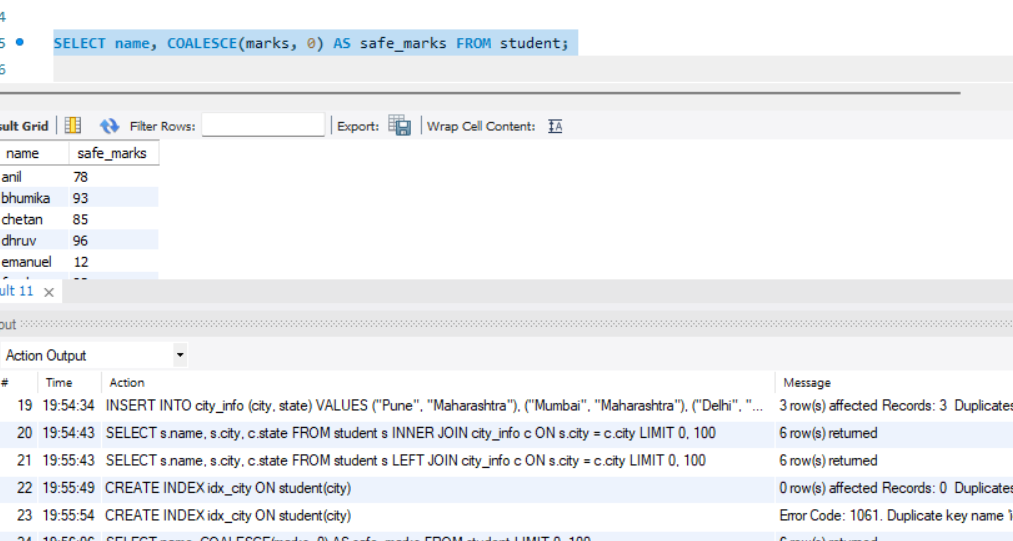 4
5 SELECT name, COALESCE(marks, 0) AS safe_marks FROM student;
6
sult Grid Filter Rows: Export: Wrap Cell Content: IA
name safe_marks
anil 78
bhumika 93
chetan 85
dhruv 96
emanuel 12
ult 11 ×
out
Action Output
# Time Action Message
19 19:54:34 INSERT INTO city_info (city, state) VALUES ("Pune", "Maharashtra"), ("Mumbai", "Maharashtra"), ("Delhi", "... 3 row(s) affected Records: 3 Duplicates
20 19:54:43 SELECT s.name, s.city, c.state FROM student s INNER JOIN city_info c ON s.city = c.city LIMIT 0, 100 6 row(s) returned
21 19:55:43 SELECT s.name, s.city, c.state FROM student s LEFT JOIN city_info c ON s.city = c.city LIMIT 0, 100 6 row(s) returned
22 19:55:49 CREATE INDEX idx_city ON student(city) 0 row(s) affected Records: 0 Duplicates
23 19:55:54 CREATE INDEX idx_city ON student(city) Error Code: 1061. Duplicate key name 'i
24 19:56:06 SELECT name, COALESCE(marks, 0) AS safe_marks FROM student LIMIT 0, 100 6 row(s) returned